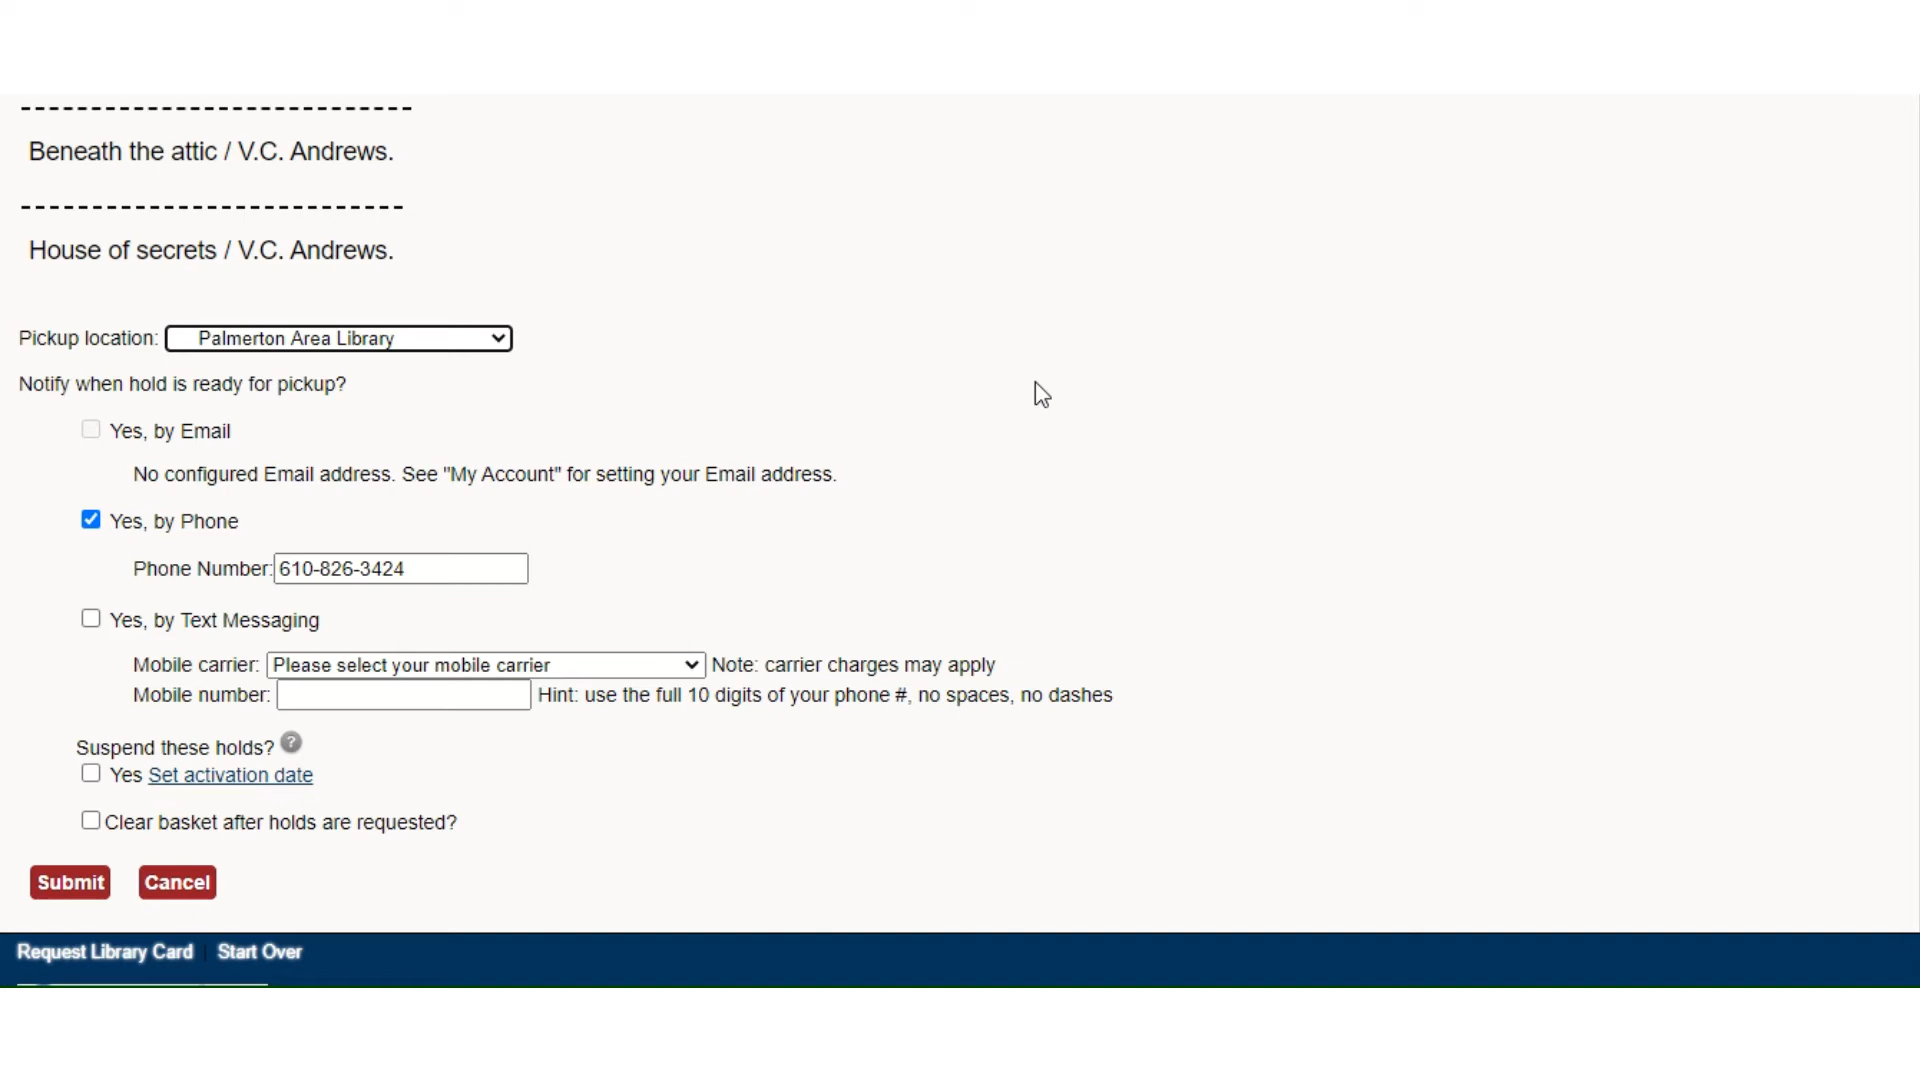 ---------------------------
Beneath the attic / V.C. Andrews.
---------------------------
House of secrets / V.C. Andrews.
Pickup location: Palmerton Area Library
Notify when hold is ready for pickup?
Yes, by Email
No configured Email address. See "My Account" for setting your Email address.
Yes, by Phone
Phone Number: 610-826-3424
Yes, by Text Messaging
Mobile carrier: Please select your mobile carrier Note: carrier charges may apply
Mobile number: Hint: use the full 10 digits of your phone #, no spaces, no dashes
Suspend these holds? ?
Yes Set activation date
Clear basket after holds are requested?
Submit Cancel
Request Library Card Start Over